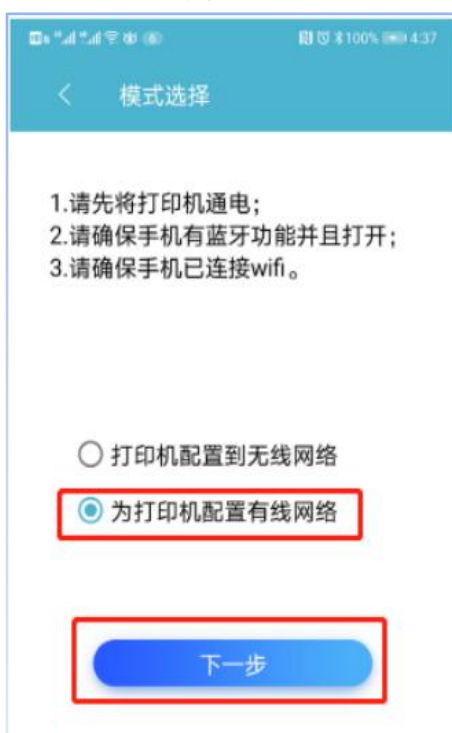 100% 4:37
模式选择
1.请先将打印机通电；
2.请确保手机有蓝牙功能并且打开；
3.请确保手机已连接wifi。
打印机配置到无线网络
为打印机配置有线网络
下一步